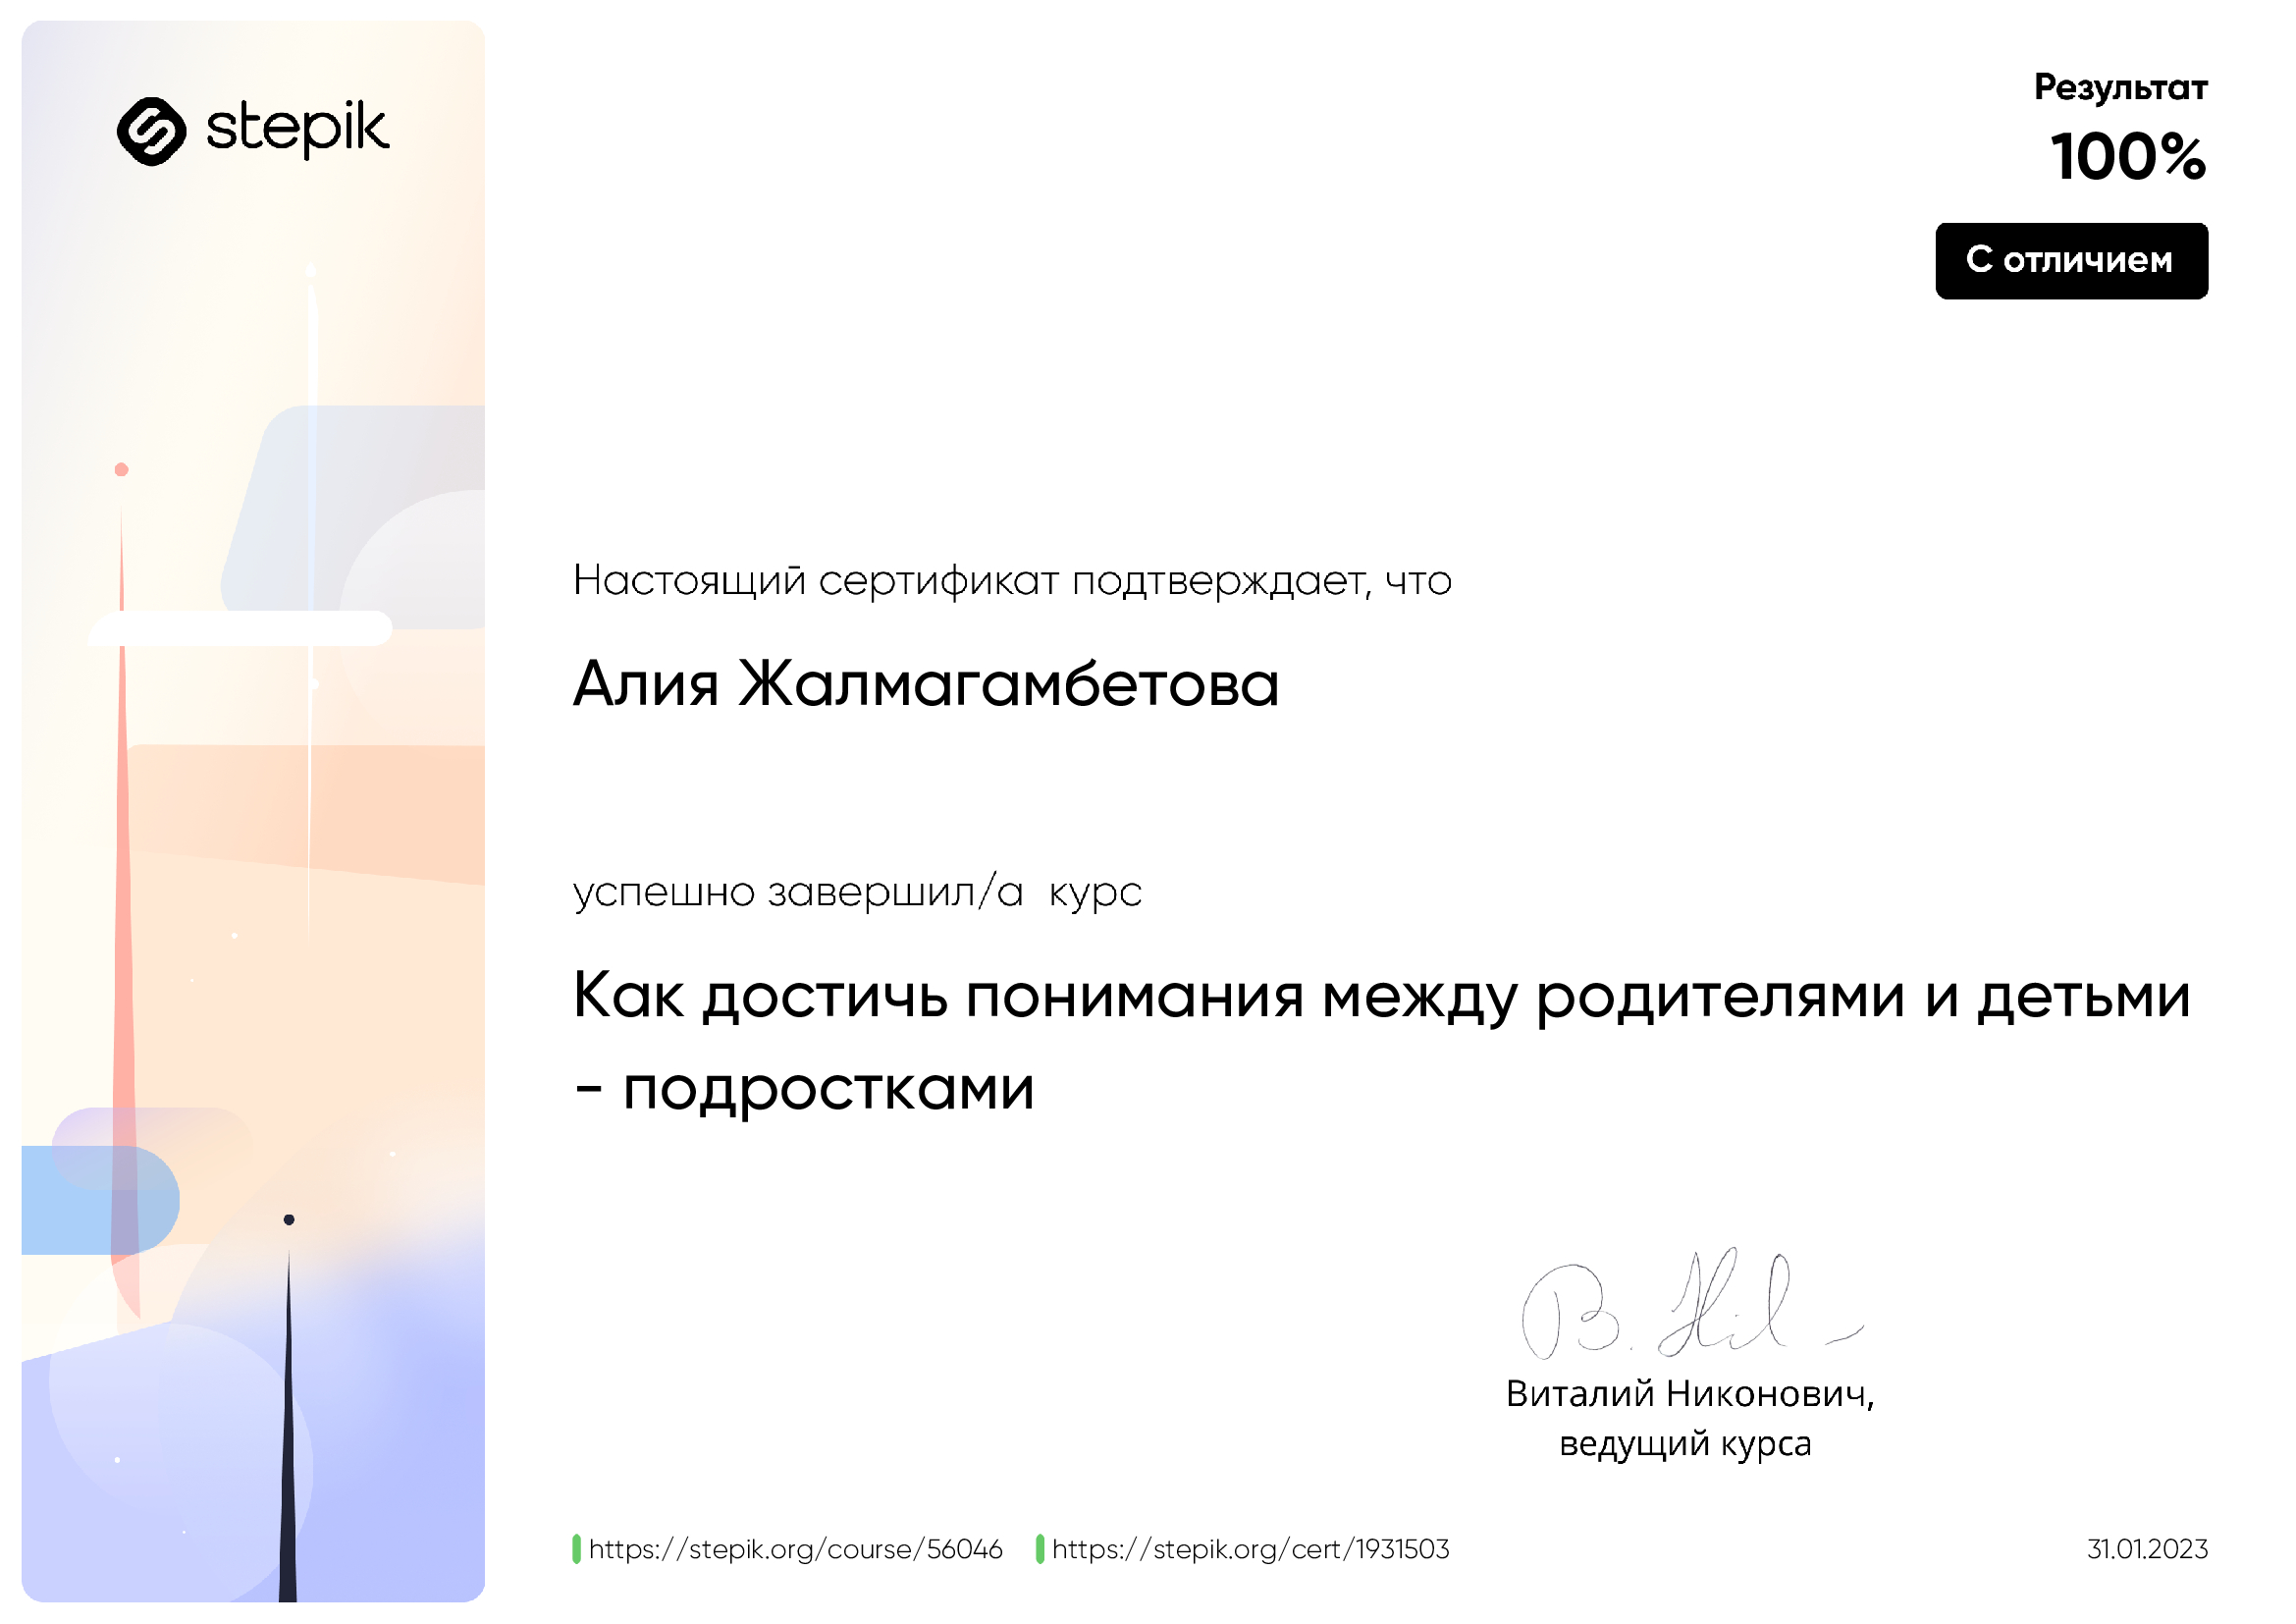 stepik
Результат
100%
С отличием
Настоящий сертификат подтверждает, что
Алия Жалмагамбетова
успешно завершил/а  курс
Как достичь понимания между родителями и детьми
- подростками
Виталий Никонович,
ведущий курса
https://stepik.org/course/56046 https://stepik.org/cert/1931503 31.01.2023